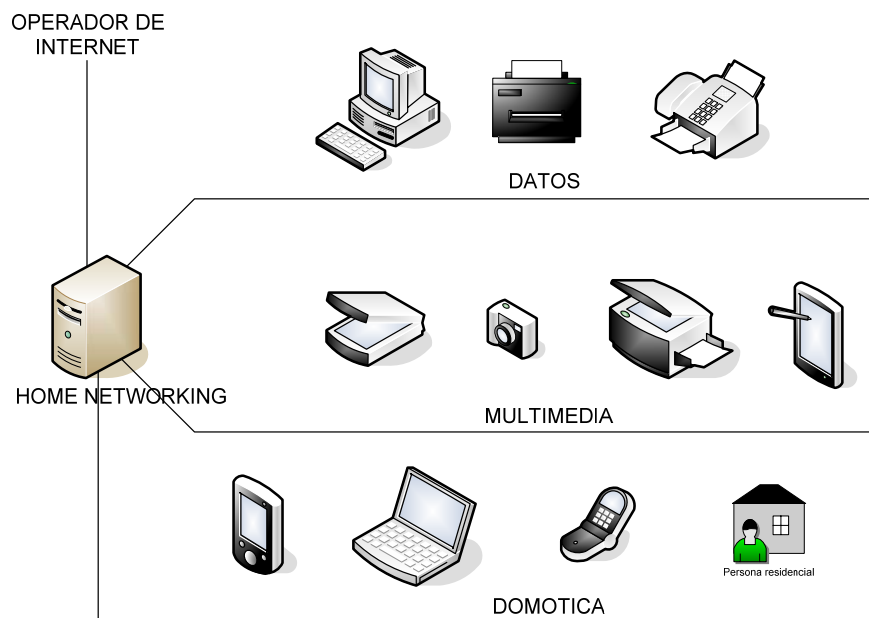 OPERADOR DE
INTERNET
DATOS
HOME NETWORKING
MULTIMEDIA
Persona residencial
DOMOTICA